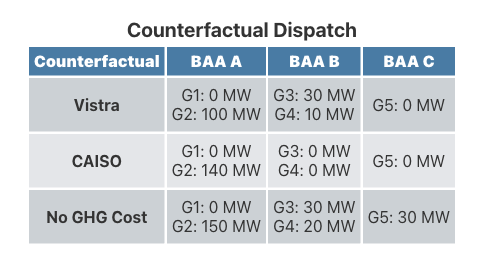 Counterfactual Dispatch
Counterfactual BAA A BAA B BAA C
Vistra
G1: 0 MW
G2: 100 MW
G3: 30 MW
G4: 10 MW
G5: 0 MW
CAISO
G1: 0 MW
G2: 140 MW
G3: 0 MW
G4: 0 MW
G5: 0 MW
No GHG Cost
G1: 0 MW
G2: 150 MW
G3: 30 MW
G4: 20 MW
G5: 30 MW